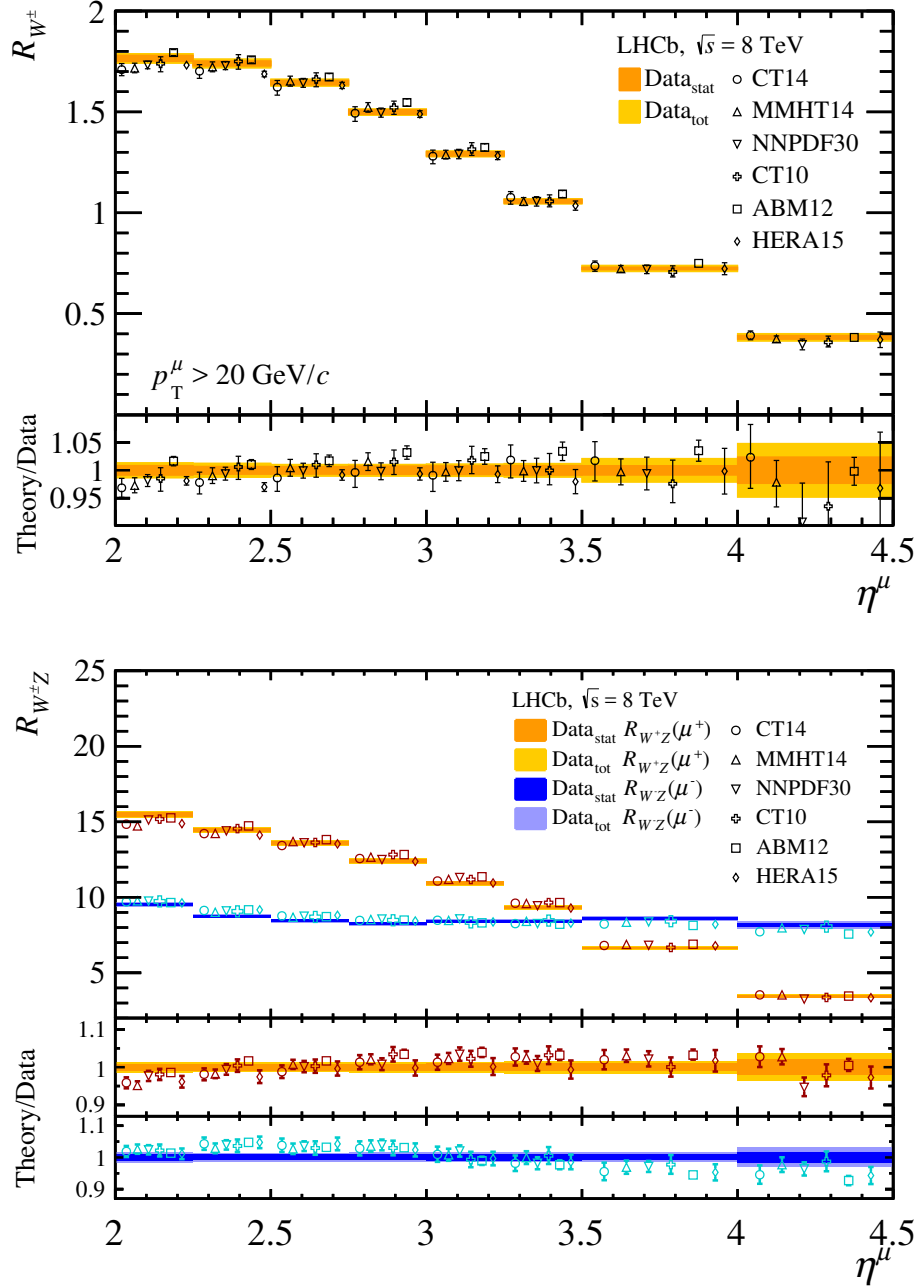 R_{W^±}
2
1.5
1
0.5
LHCb, √s = 8 TeV
Data_stat
Data_tot
CT14
MMHT14
NNPDF30
CT10
ABM12
HERA15
p_T^μ > 20 GeV/c
Theory/Data
1.05
1
0.95
2 2.5 3 3.5 4 4.5
η^μ
R_{W^±Z}
25
20
15
10
5
LHCb, √s = 8 TeV
Data_stat R_{W^+Z}(μ^+)
Data_tot R_{W^+Z}(μ^+)
Data_stat R_{W^-Z}(μ^-)
Data_tot R_{W^-Z}(μ^-)
CT14
MMHT14
NNPDF30
CT10
ABM12
HERA15
Theory/Data
1.1
1
0.9
1.1
1
0.9
2 2.5 3 3.5 4 4.5
η^μ